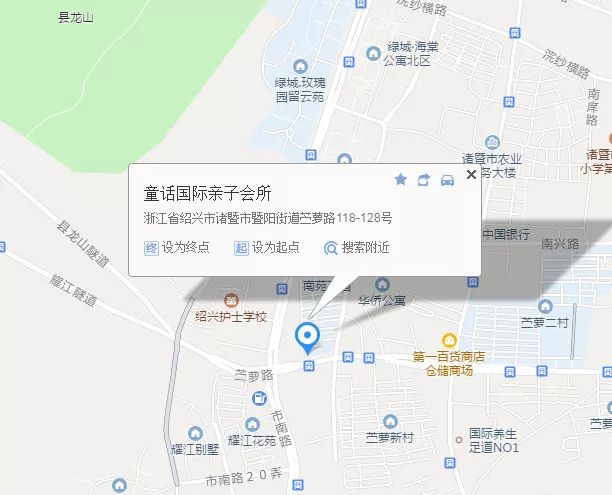 县龙山
浣纱横路
绿城·海棠
公寓北区
浣纱横路
绿城·玫瑰
园留云苑
南岸路
诸暨市农业
务大楼
诸暨市
小学第
童话国际亲子会所
浙江省绍兴市诸暨市暨阳街道苎萝路118-128号
终 设为终点
起 设为起点
搜索附近
中国银行
南兴路
县龙山隧道
耀江隧道
南苑
绍兴护士学校
华侨公寓
苎萝二村
第一百货商店
仓储商场
苎萝路
市南路
耀江别墅
耀江花苑
苎萝新村
国际养生
足道NO1
市南路20弄